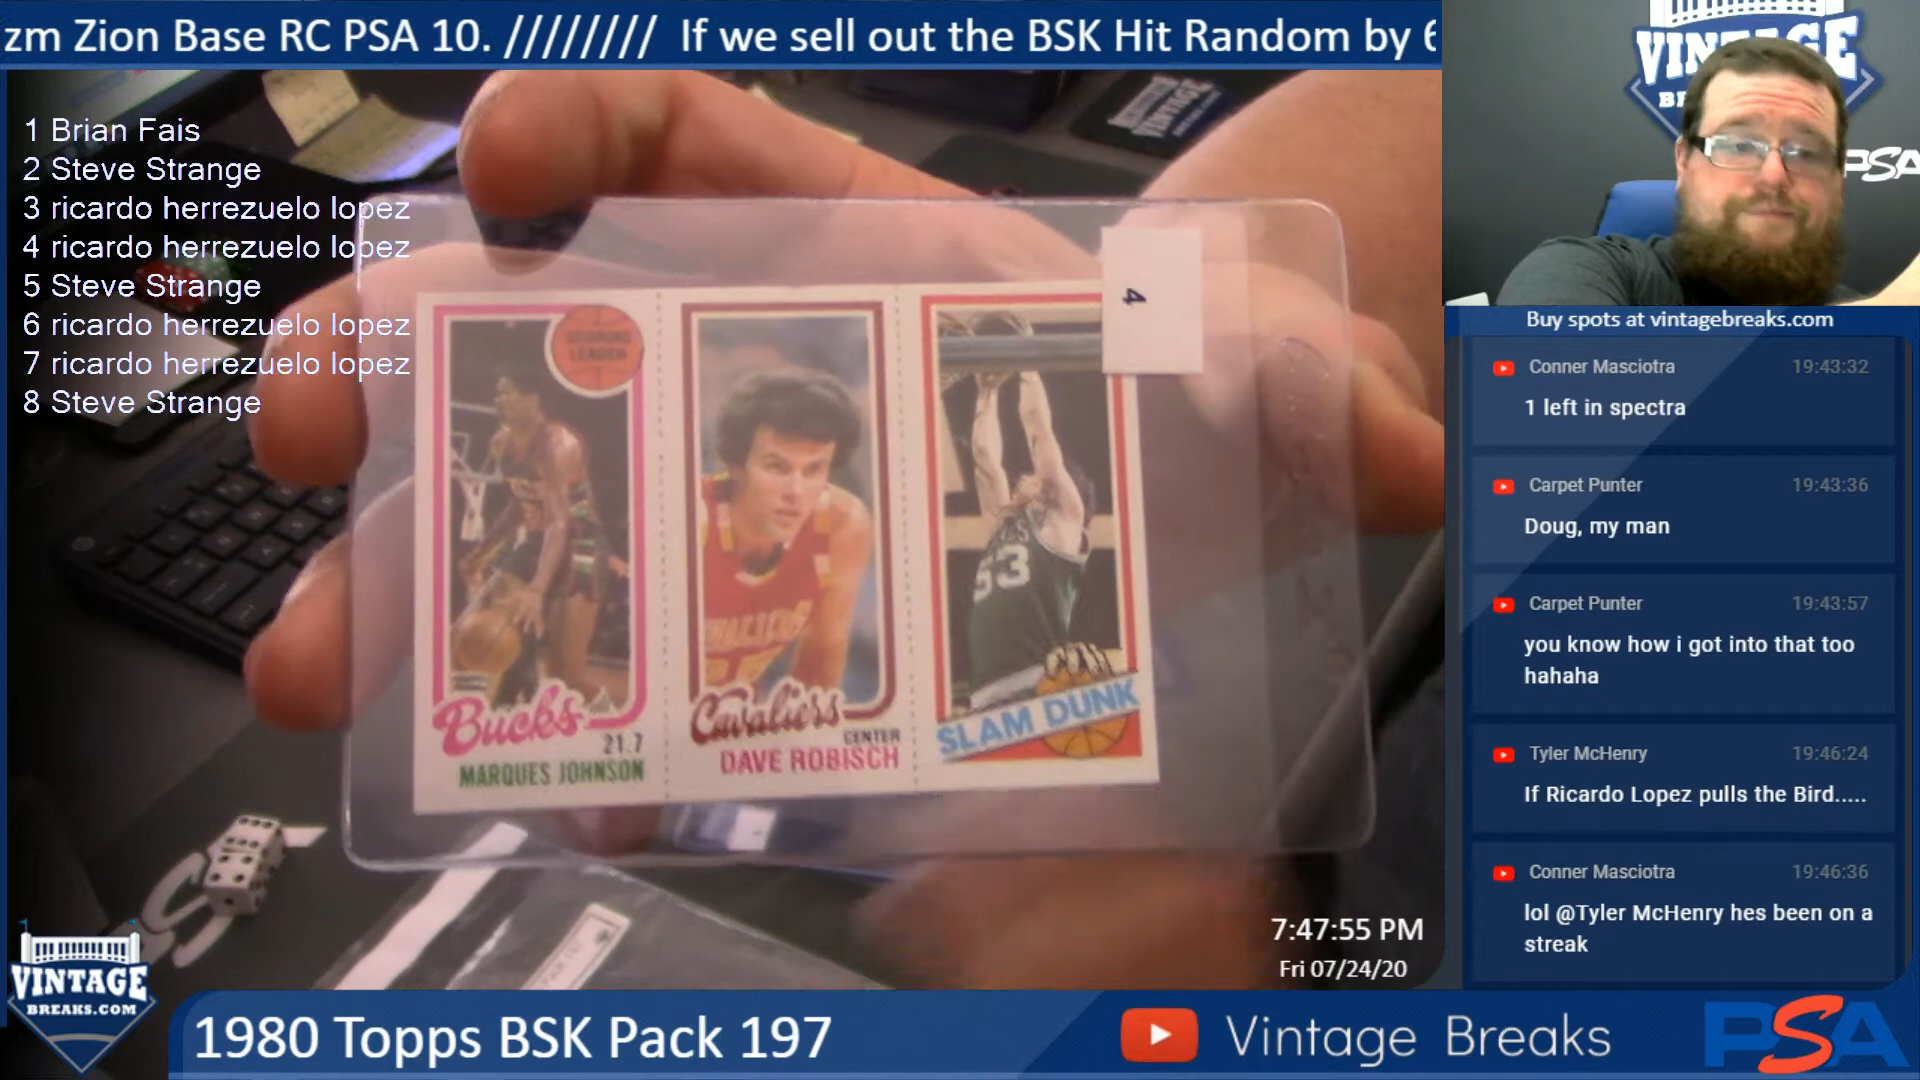 zm Zion Base RC PSA 10. //////// If we sell out the BSK Hit Random by 6
1 Brian Fais
2 Steve Strange
3 ricardo herrezuelo lopez
4 ricardo herrezuelo lopez
5 Steve Strange
6 ricardo herrezuelo lopez
7 ricardo herrezuelo lopez
8 Steve Strange
4
SCORING
LEADER
Bucks
21.7
MARQUES JOHNSON
Cavaliers
CENTER
DAVE ROBISCH
53
SLAM DUNK
7:47:55 PM
Fri 07/24/20
VINTAGE
BREAKS.COM
1980 Topps BSK Pack 197
Vintage Breaks
PSA
VINTAGE
PSA
Buy spots at vintagebreaks.com
Conner Masciotra 19:43:32
1 left in spectra
Carpet Punter 19:43:36
Doug, my man
Carpet Punter 19:43:57
you know how i got into that too
hahaha
Tyler McHenry 19:46:24
If Ricardo Lopez pulls the Bird.....
Conner Masciotra 19:46:36
lol @Tyler McHenry hes been on a
streak